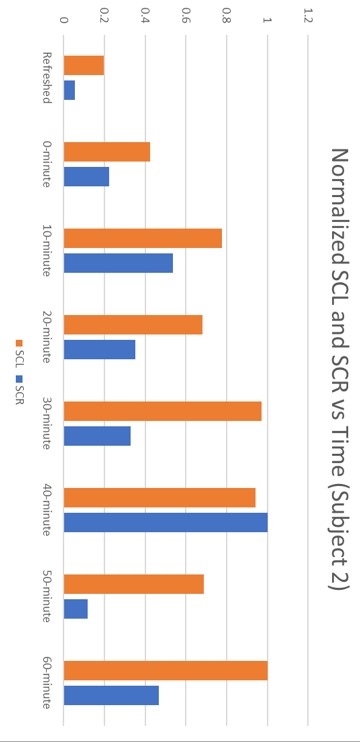 Normalized SCL and SCR vs Time (Subject 2)
1.2
1
0.8
0.6
0.4
0.2
0
Refreshed 0-minute 10-minute 20-minute 30-minute 40-minute 50-minute 60-minute
SCL SCR